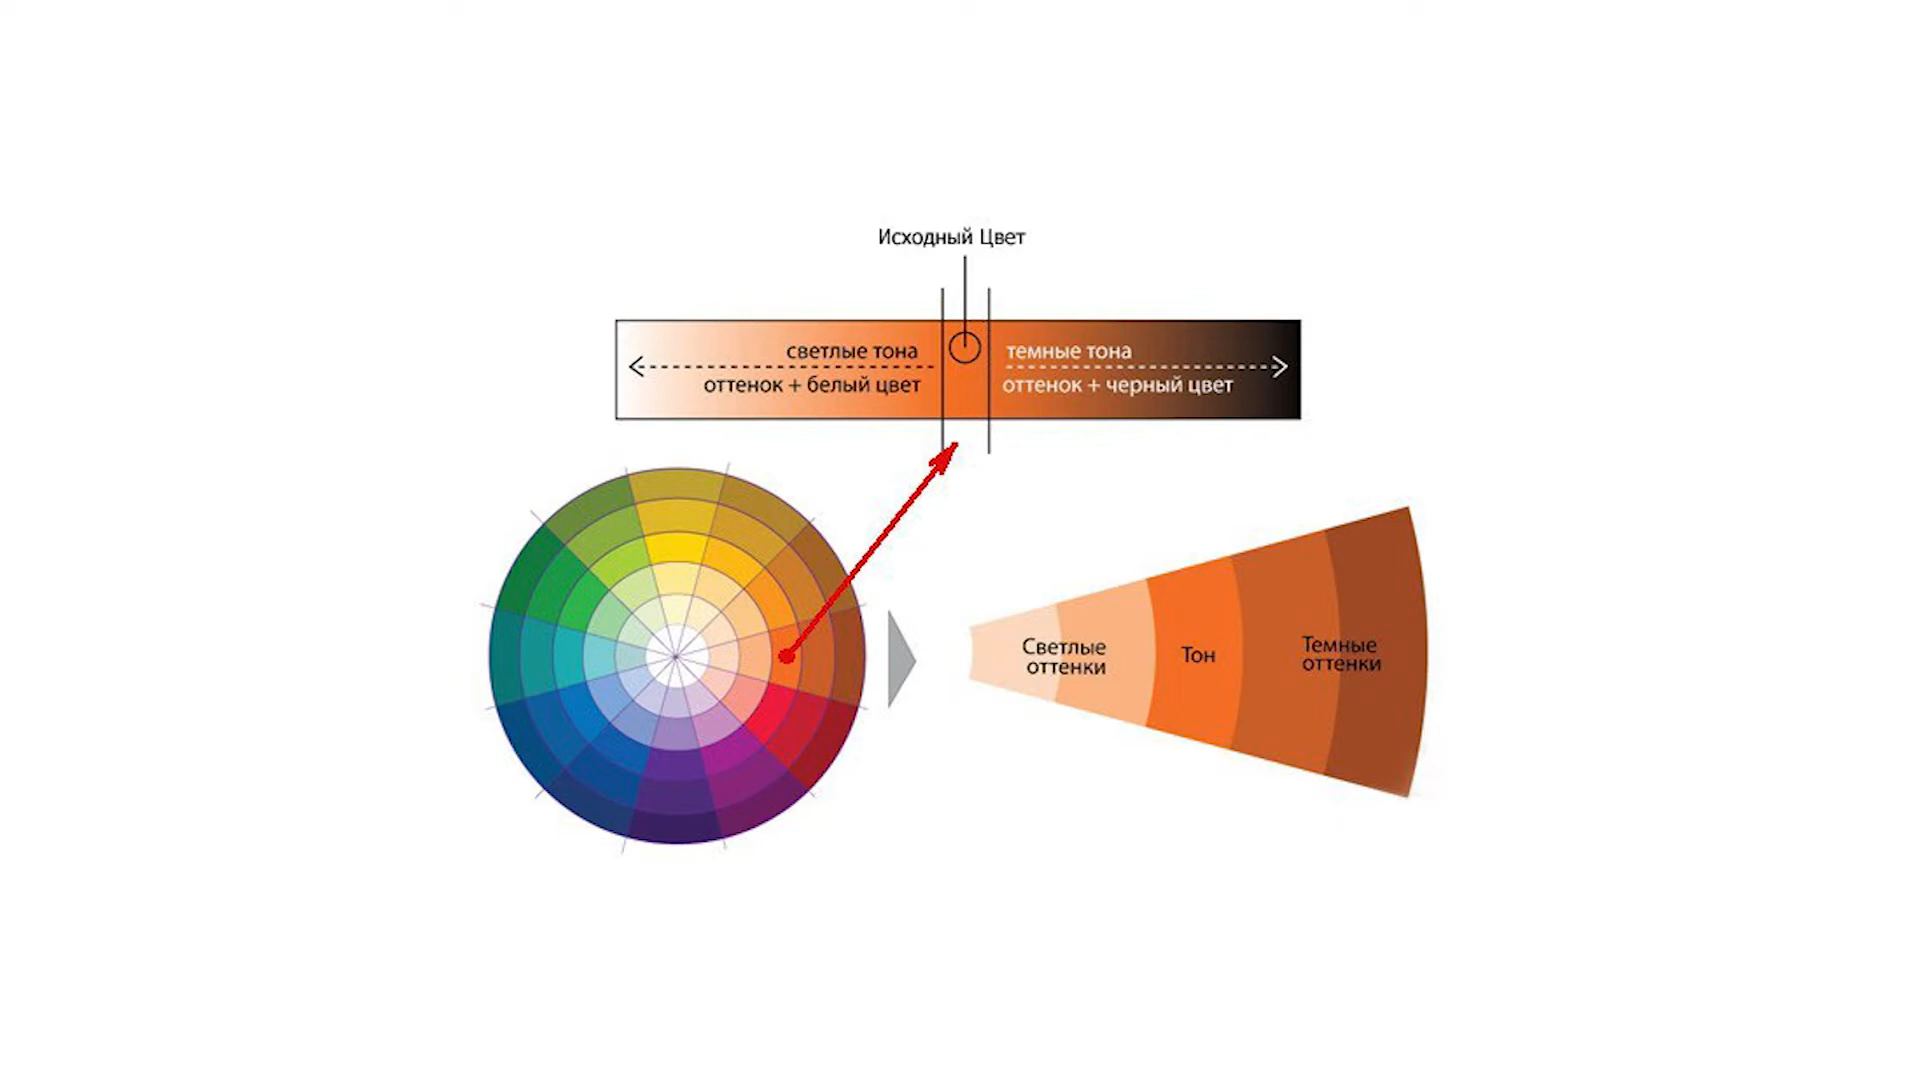 Исходный Цвет
светлые тона
оттенок + белый цвет
темные тона
оттенок + черный цвет
Светлые
оттенки
Тон
Темные
оттенки